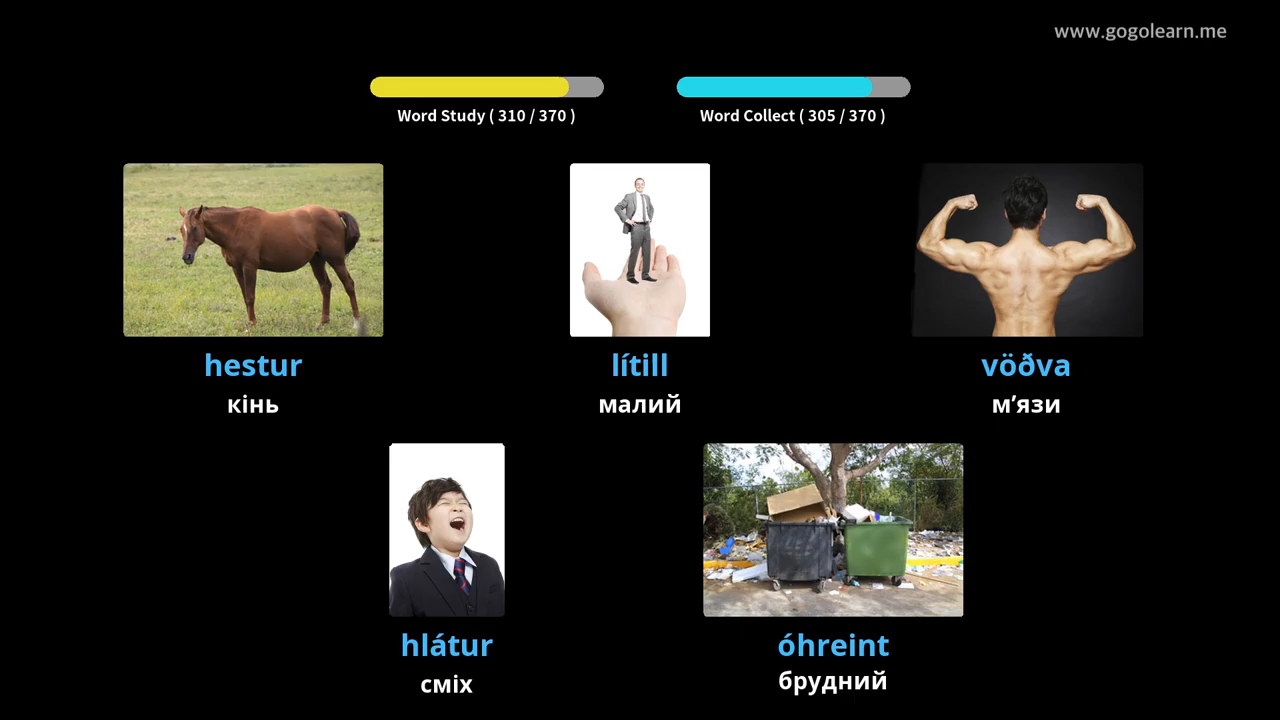 www.gogolearn.me
Word Study ( 310 / 370 )
Word Collect ( 305 / 370 )
hestur
кінь
lítill
малий
vöðva
м’язи
hlátur
сміх
óhreint
брудний